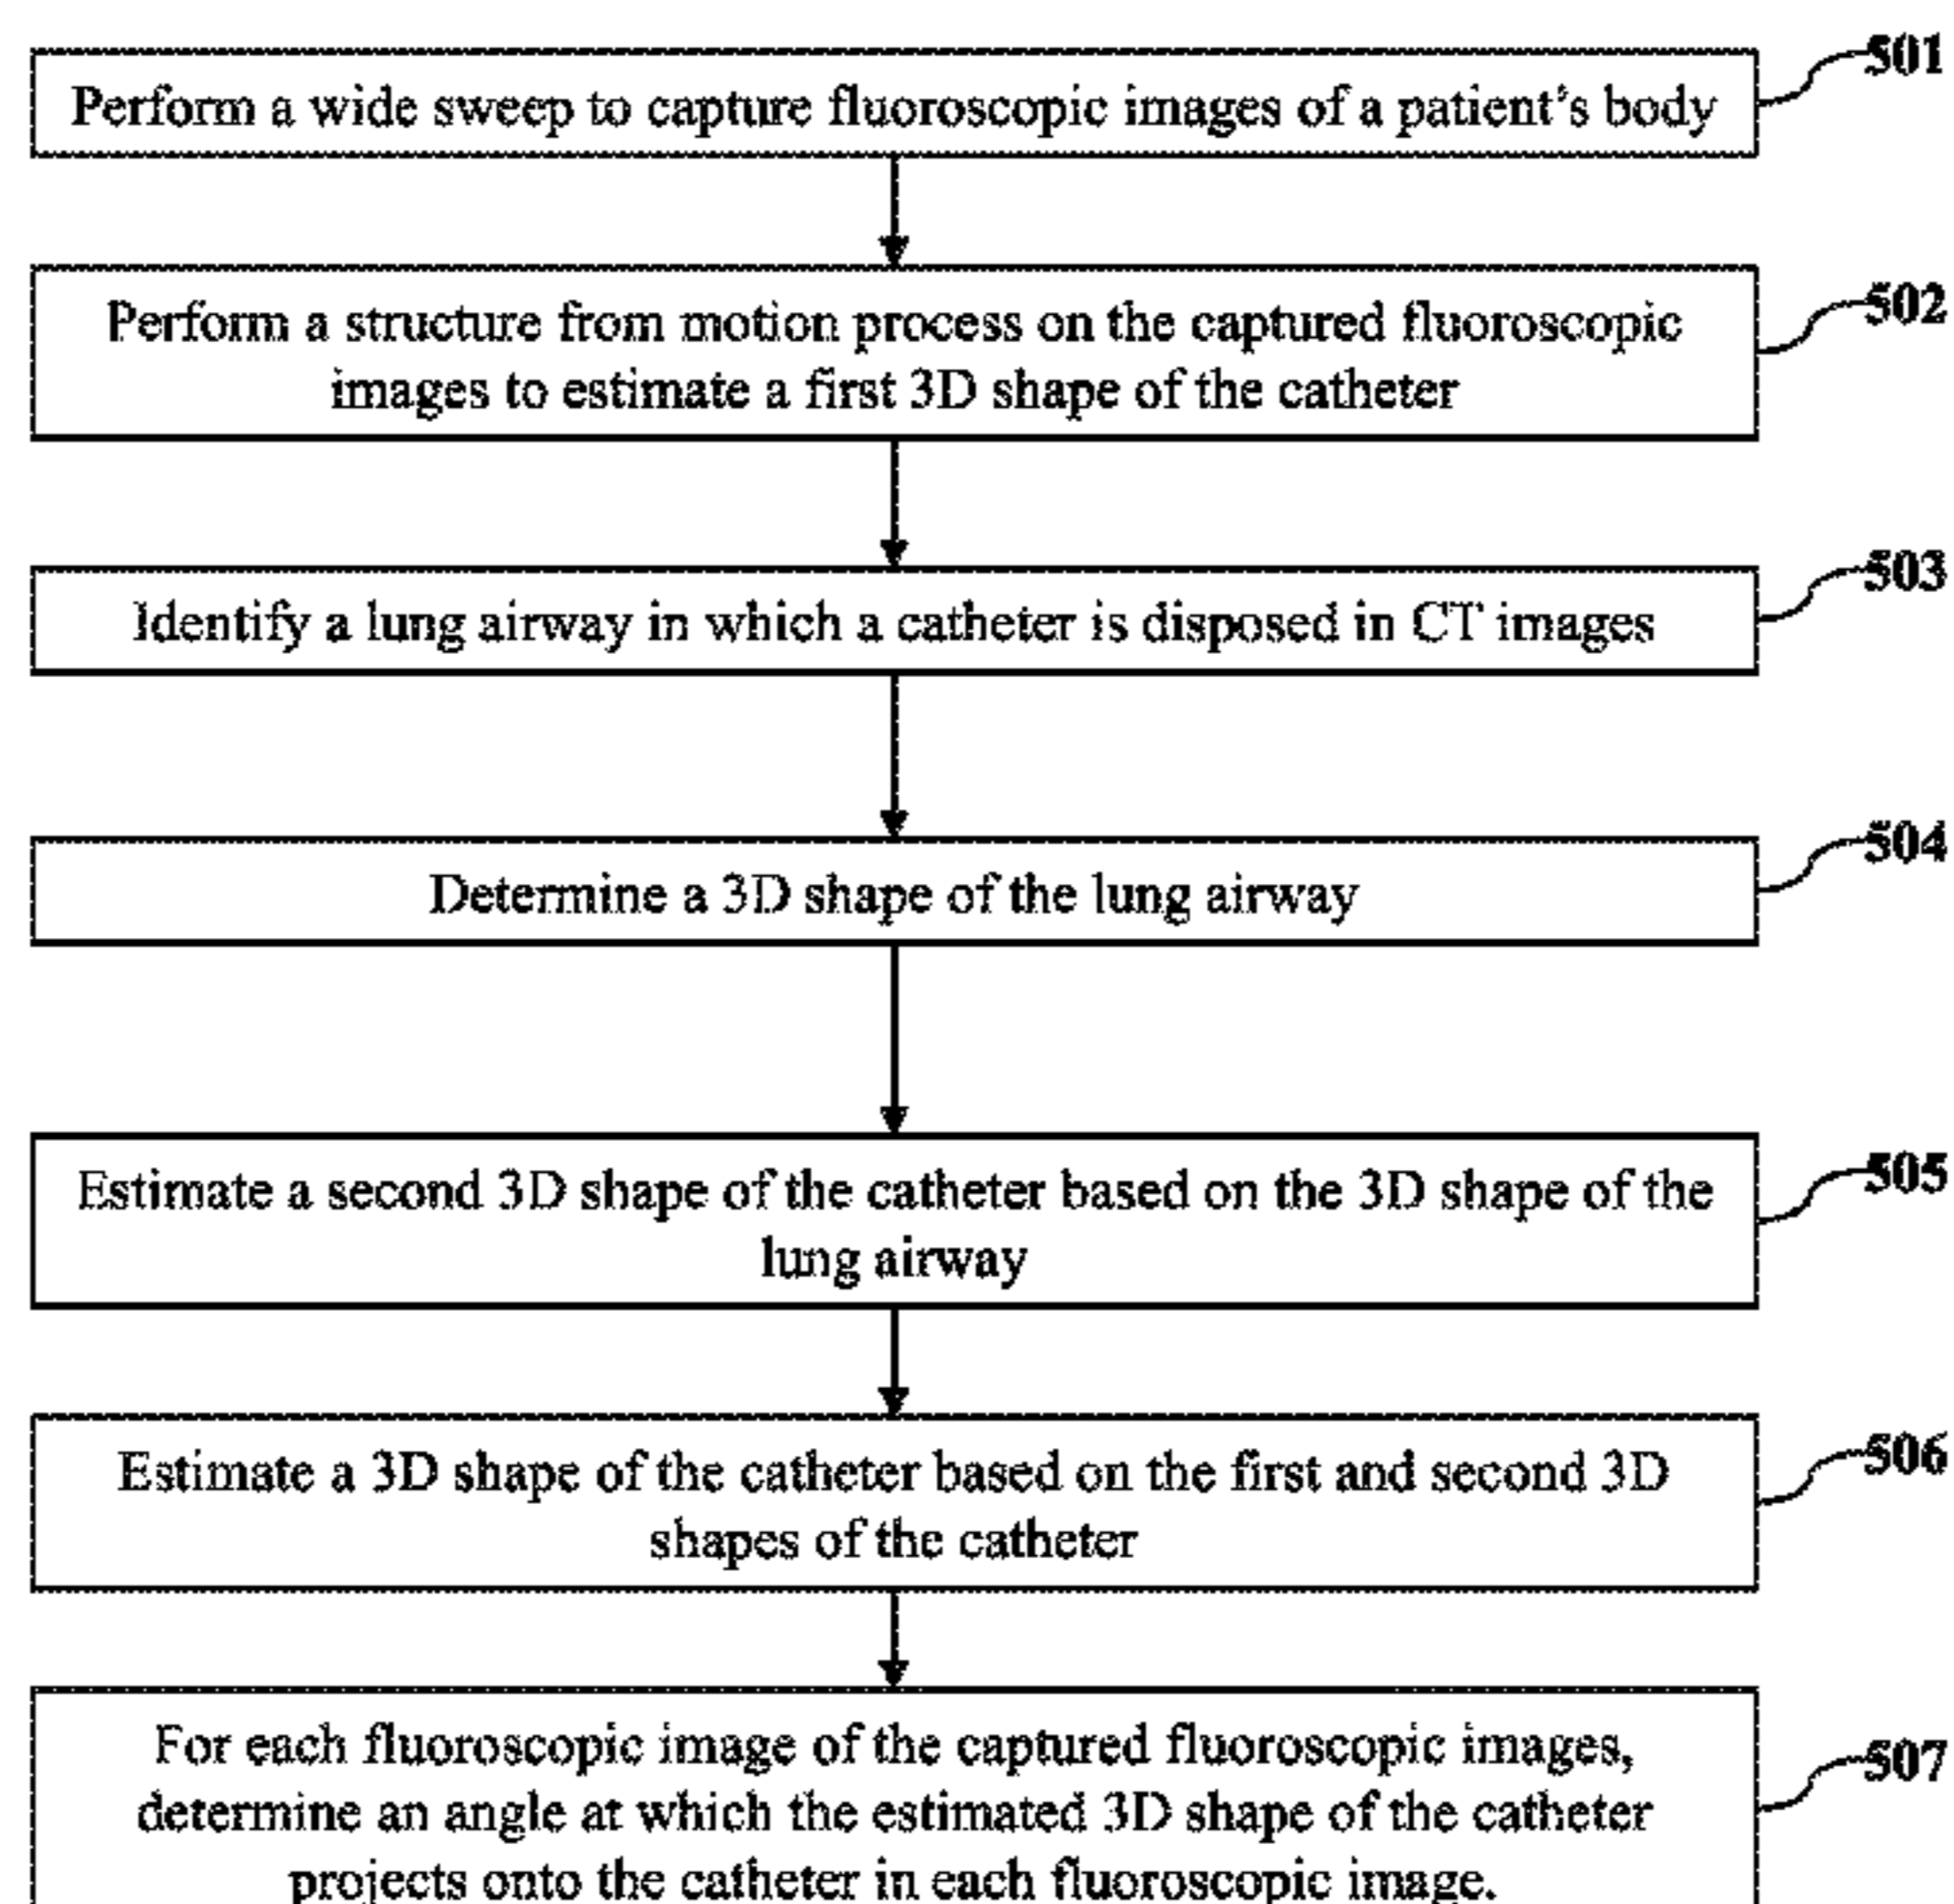 501
Perform a wide sweep to capture fluoroscopic images of a patient's body
502
Perform a structure from motion process on the captured fluoroscopic
images to estimate a first 3D shape of the catheter
503
Identify a lung airway in which a catheter is disposed in CT images
504
Determine a 3D shape of the lung airway
505
Estimate a second 3D shape of the catheter based on the 3D shape of the
lung airway
506
Estimate a 3D shape of the catheter based on the first and second 3D
shapes of the catheter
507
For each fluoroscopic image of the captured fluoroscopic images,
determine an angle at which the estimated 3D shape of the catheter
projects onto the catheter in each fluoroscopic image.